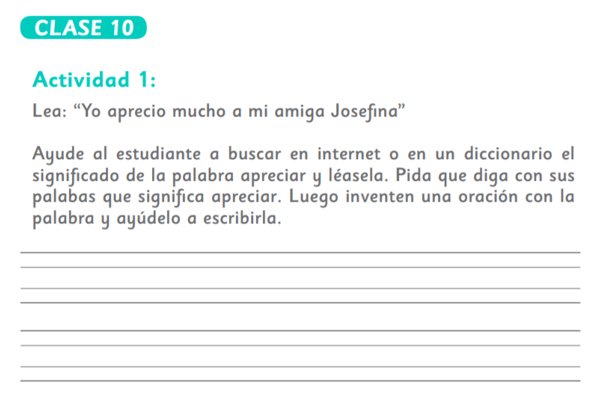 CLASE 10
Actividad 1:
Lea: “Yo aprecio mucho a mi amiga Josefina”
Ayude al estudiante a buscar en internet o en un diccionario el
significado de la palabra apreciar y léasela. Pida que diga con sus
palabas que significa apreciar. Luego inventen una oración con la
palabra y ayúdelo a escribirla.